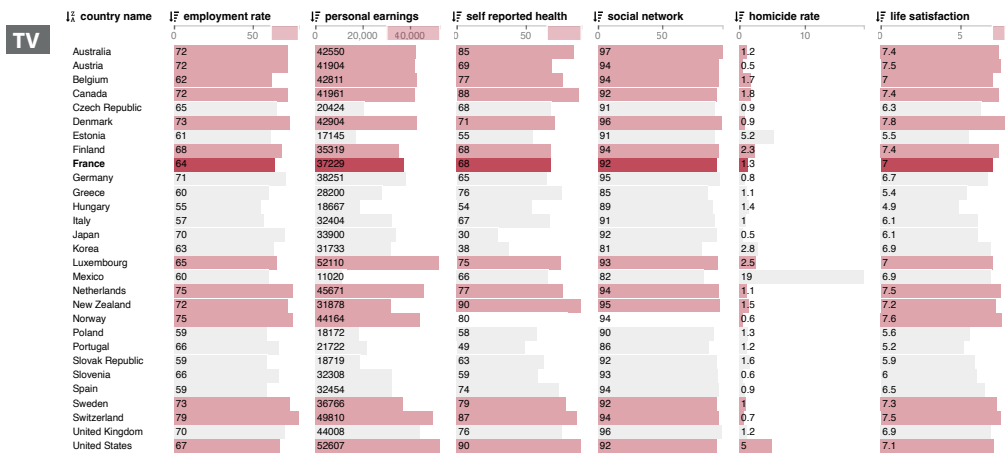 TV
country name employment rate personal earnings self reported health social network homicide rate life satisfaction
0 50 0 20,000 40,000 0 50 0 50 0 10 0 5
Australia 72 42550 85 97 1.2 7.4
Austria 72 41904 69 94 0.5 7.5
Belgium 62 42811 77 94 1.7 7
Canada 72 41961 88 92 1.8 7.4
Czech Republic 65 20424 68 91 0.9 6.3
Denmark 73 42904 71 96 0.9 7.8
Estonia 61 17145 55 90 5.2 5.5
Finland 68 35319 68 94 2.3 7.4
France 64 37229 68 92 1.3 7
Germany 71 38251 65 95 0.8 6.7
Greece 60 28200 76 85 1.1 5.4
Hungary 55 18667 54 89 1.4 4.9
Italy 57 32404 67 91 1 6.1
Japan 70 33900 30 92 0.5 6.1
Korea 63 31733 38 81 2.8 6.9
Luxembourg 65 52110 75 93 2.5 7
Mexico 60 11020 66 82 19 6.9
Netherlands 75 45671 77 94 1.1 7.5
New Zealand 72 31878 90 95 1.5 7.2
Norway 75 44164 80 94 0.6 7.6
Poland 59 18172 58 90 1.3 5.6
Portugal 66 21722 49 86 1.2 5.2
Slovak Republic 59 18719 63 92 1.6 5.9
Slovenia 66 32308 59 93 0.6 6
Spain 59 32454 74 94 0.9 6.5
Sweden 73 36766 79 92 1 7.3
Switzerland 79 49810 87 94 0.7 7.5
United Kingdom 70 44008 76 96 1.2 6.9
United States 67 52607 90 92 5 7.1